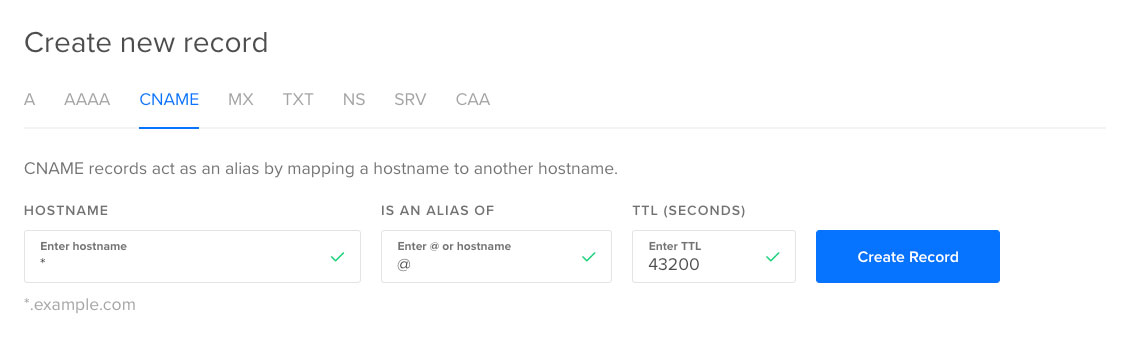 Create new record
A AAAA CNAME MX TXT NS SRV CAA
CNAME records act as an alias by mapping a hostname to another hostname.
HOSTNAME IS AN ALIAS OF TTL (SECONDS)
Enter hostname Enter @ or hostname Enter TTL
* @ 43200
Create Record
*.example.com